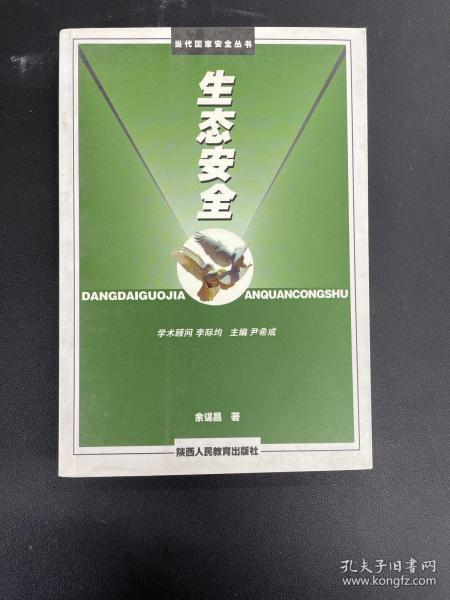 当代国家安全丛书
生态安全
DANGDAIGUOJIA ANQUANCONGSHU
学术顾问 李际均 主编 尹希成
余谋昌 著
陕西人民教育出版社
孔夫子旧书网
www.kongfz.com